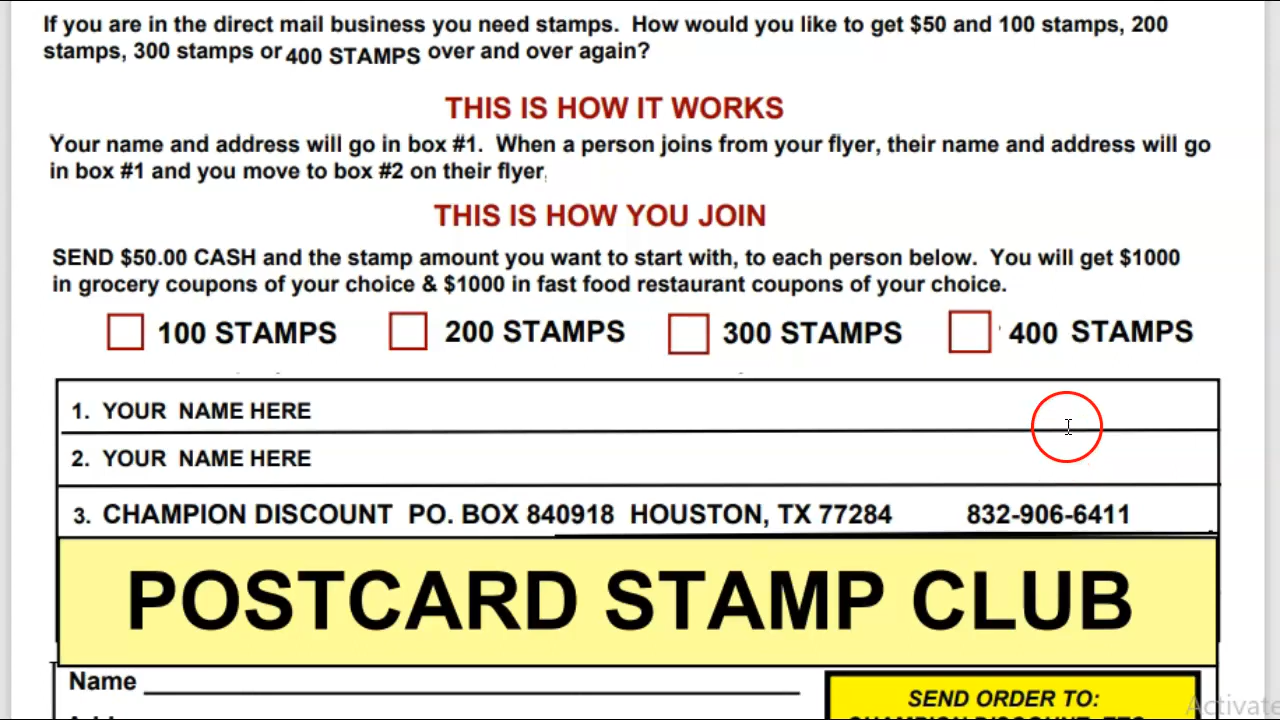 If you are in the direct mail business you need stamps. How would you like to get $50 and 100 stamps, 200
stamps, 300 stamps or 400 STAMPS over and over again?
THIS IS HOW IT WORKS
Your name and address will go in box #1. When a person joins from your flyer, their name and address will go
in box #1 and you move to box #2 on their flyer
THIS IS HOW YOU JOIN
SEND $50.00 CASH and the stamp amount you want to start with, to each person below. You will get $1000
in grocery coupons of your choice & $1000 in fast food restaurant coupons of your choice.
100 STAMPS 200 STAMPS 300 STAMPS 400 STAMPS
1. YOUR NAME HERE
2. YOUR NAME HERE
3. CHAMPION DISCOUNT PO. BOX 840918 HOUSTON, TX 77284 832-906-6411
POSTCARD STAMP CLUB
Name
SEND ORDER TO:
Activate